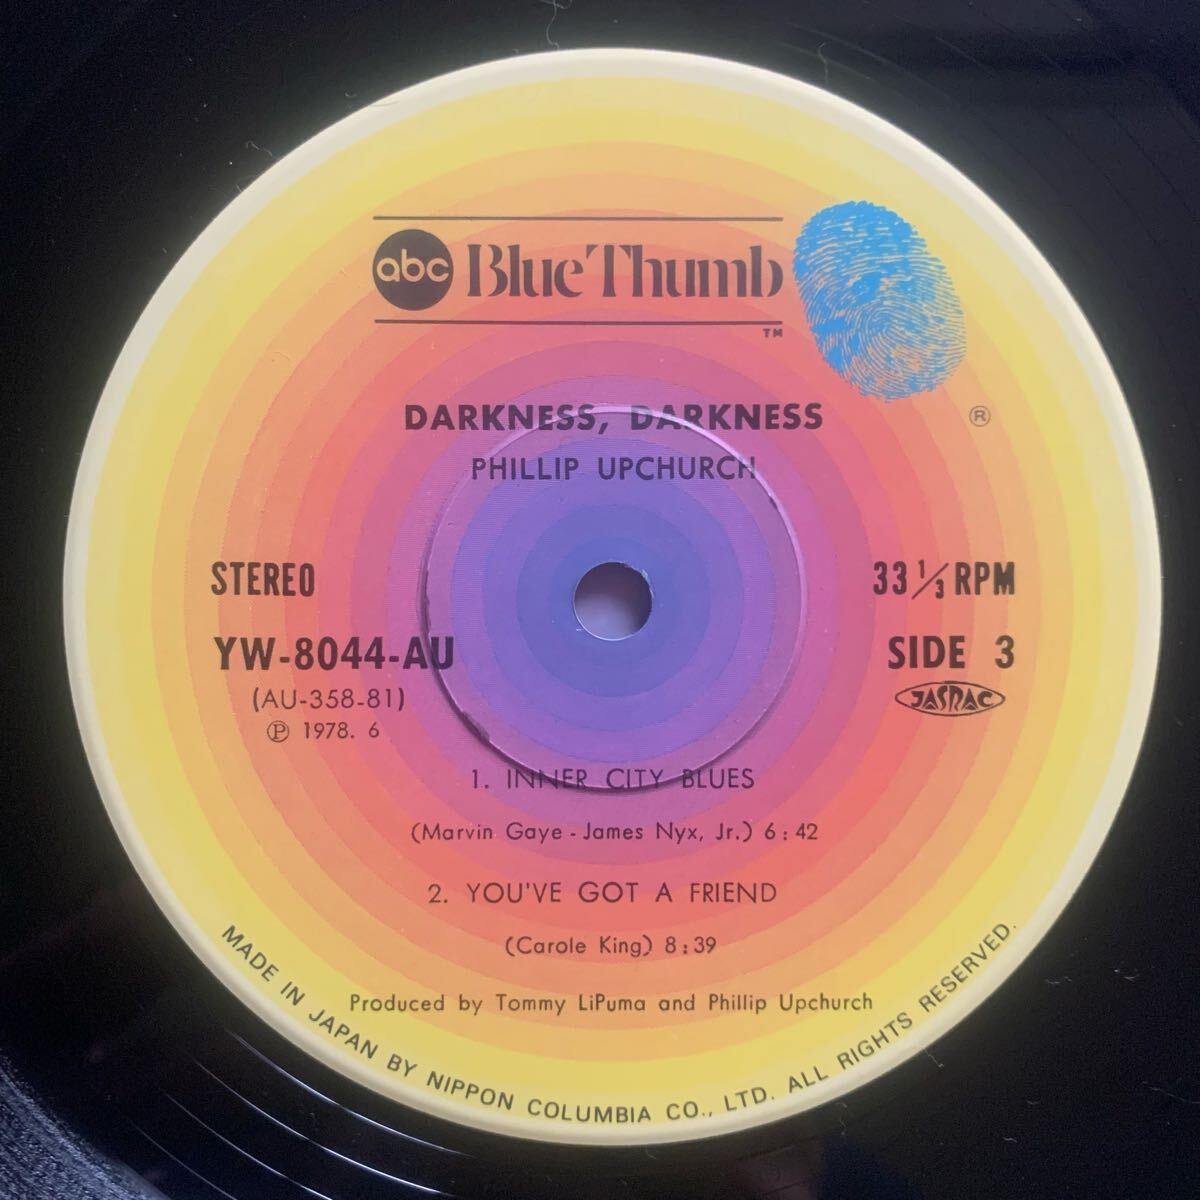 abc Blue Thumb
TM
DARKNESS, DARKNESS
®
PHILLIP UPCHURCH
STEREO
33 1/3 RPM
YW-8044-AU
SIDE 3
(AU-358-81)
JASRAC
℗ 1978. 6
1. INNER CITY BLUES
(Marvin Gaye - James Nyx, Jr.) 6:42
2. YOU'VE GOT A FRIEND
(Carole King) 8:39
Produced by Tommy LiPuma and Phillip Upchurch
MADE IN JAPAN BY NIPPON COLUMBIA CO., LTD. ALL RIGHTS RESERVED.